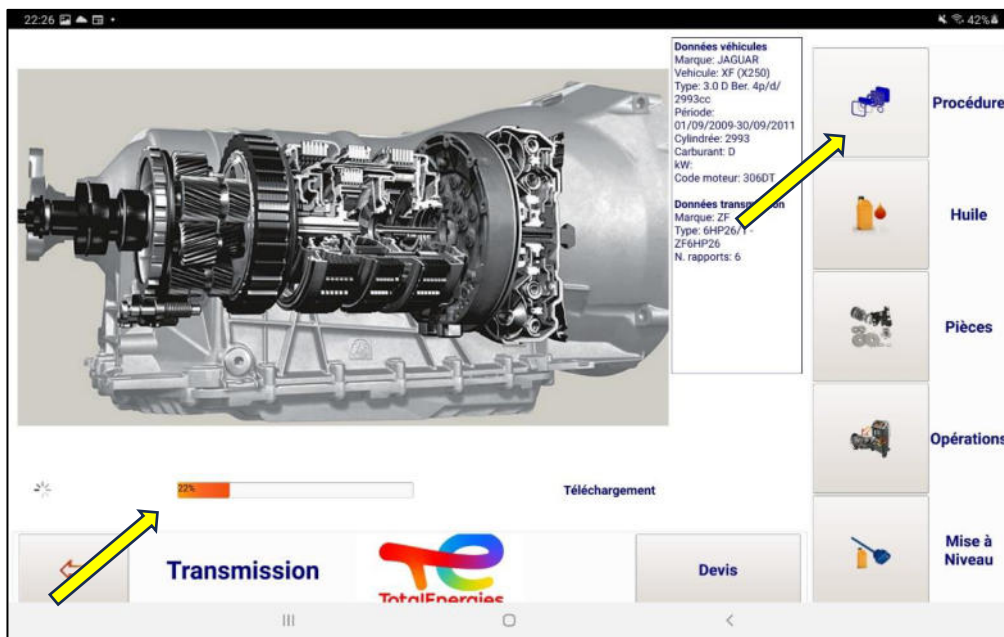 22:26
42%
Données véhicules
Marque: JAGUAR
Vehicule: XF (X250)
Type: 3.0 D Ber. 4p/d/
2993cc
Période:
01/09/2009-30/09/2011
Cylindrée: 2993
Carburant: D
kW:
Code moteur: 306DT
Données transmission
Marque: ZF
Type: 6HP26/
ZF6HP26
N. rapports: 6
Procédure
Huile
Pièces
Opérations
Mise à
Niveau
22%
Téléchargement
Transmission
TotalEnergies
Devis